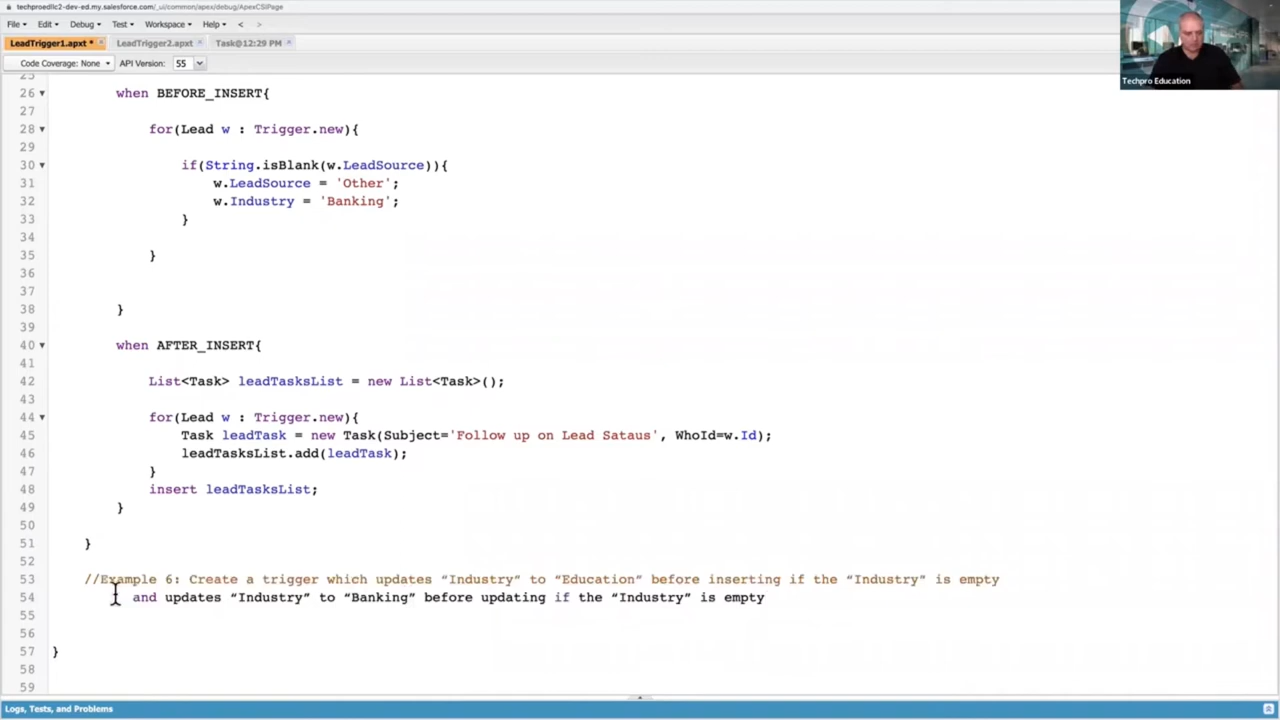 techproedllc2-dev-ed.my.salesforce.com/_ui/common/apex/debug/ApexCSIPage
File Edit Debug Test Workspace Help < >
LeadTrigger1.apxt * LeadTrigger2.apxt Task@12:29 PM
Code Coverage: None API Version: 55
Techpro Education
25
26 when BEFORE_INSERT{
27
28 for(Lead w : Trigger.new){
29
30 if(String.isBlank(w.LeadSource)){
31 w.LeadSource = 'Other';
32 w.Industry = 'Banking';
33 }
34
35 }
36
37
38 }
39
40 when AFTER_INSERT{
41
42 List<Task> leadTasksList = new List<Task>();
43
44 for(Lead w : Trigger.new){
45 Task leadTask = new Task(Subject='Follow up on Lead Sataus', WhoId=w.Id);
46 leadTasksList.add(leadTask);
47 }
48 insert leadTasksList;
49 }
50
51 }
52
53 //Example 6: Create a trigger which updates “Industry” to “Education” before inserting if the “Industry” is empty
54 and updates “Industry” to “Banking” before updating if the “Industry” is empty
55
56
57 }
58
59
Logs, Tests, and Problems